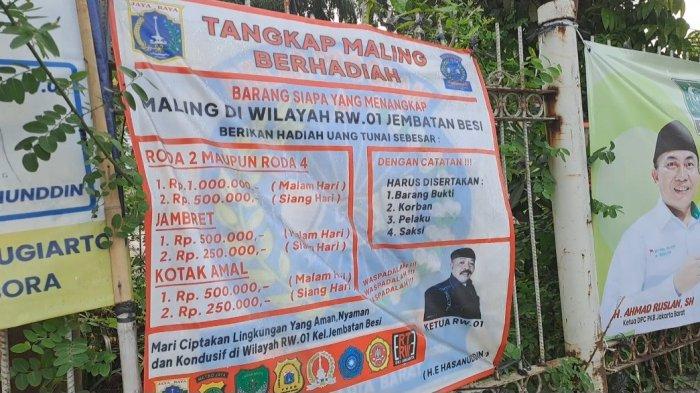 JAYA RAYA
TANGKAP MALING
BERHADIAH
BARANG SIAPA YANG MENANGKAP
MALING DI WILAYAH RW.01 JEMBATAN BESI
BERIKAN HADIAH UANG TUNAI SEBESAR :
RODA 2 MAUPUN RODA 4
1. Rp.1.000.000,- ( Malam Hari )
2. Rp. 500.000,- ( Siang Hari )
JAMBRET
1. Rp. 500.000,- ( Malam Hari )
2. Rp. 250.000,- ( Siang Hari )
KOTAK AMAL
1. Rp. 500.000,- ( Malam Hari )
2. Rp. 250.000,- ( Siang Hari )
DENGAN CATATAN !!!
HARUS DISERTAKAN :
1. Barang Bukti
2. Korban
3. Pelaku
4. Saksi
WASPADALAH !!!
WASPADALAH !!!
WASPADALAH !!!
KETUA RW. 01
(H.E HASANUDIN)
Mari Ciptakan Lingkungan Yang Aman,Nyaman
dan Kondusif di Wilayah RW.01 Kel.Jembatan Besi
UGIARTO
ORA
H. AHMAD RUSLAN, SH
Ketua DPC PKB Jakarta Barat